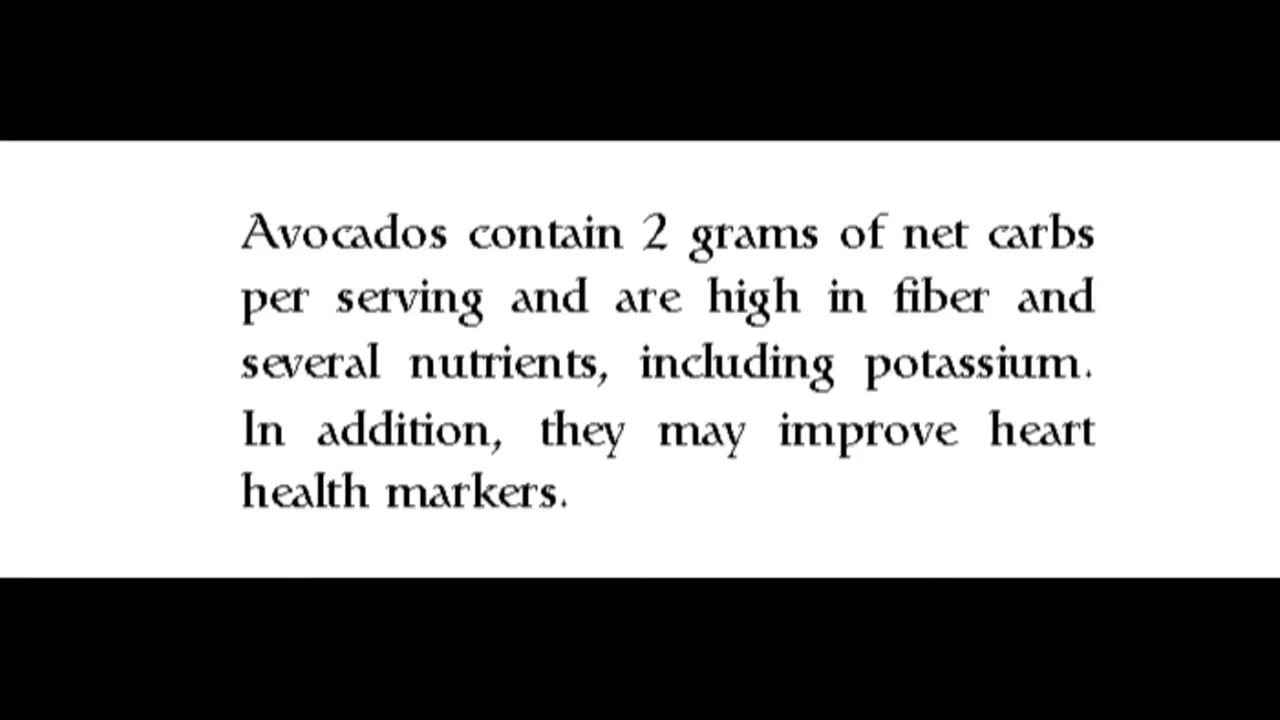 Avocados contain 2 grams of net carbs
per serving and are high in fiber and
several nutrients, including potassium.
In addition, they may improve heart
health markers.